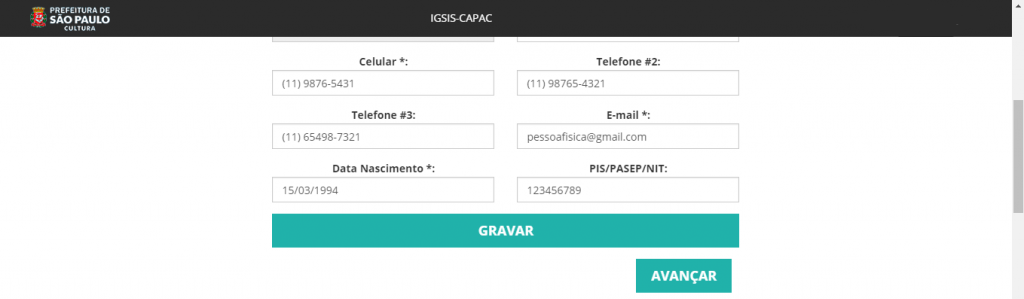 PREFEITURA DE
SÃO PAULO
CULTURA
IGSIS-CAPAC
Celular *:
Telefone #2:
(11) 9876-5431
(11) 98765-4321
Telefone #3:
E-mail *:
(11) 65498-7321
pessoafisica@gmail.com
Data Nascimento *:
PIS/PASEP/NIT:
15/03/1994
123456789
GRAVAR
AVANÇAR